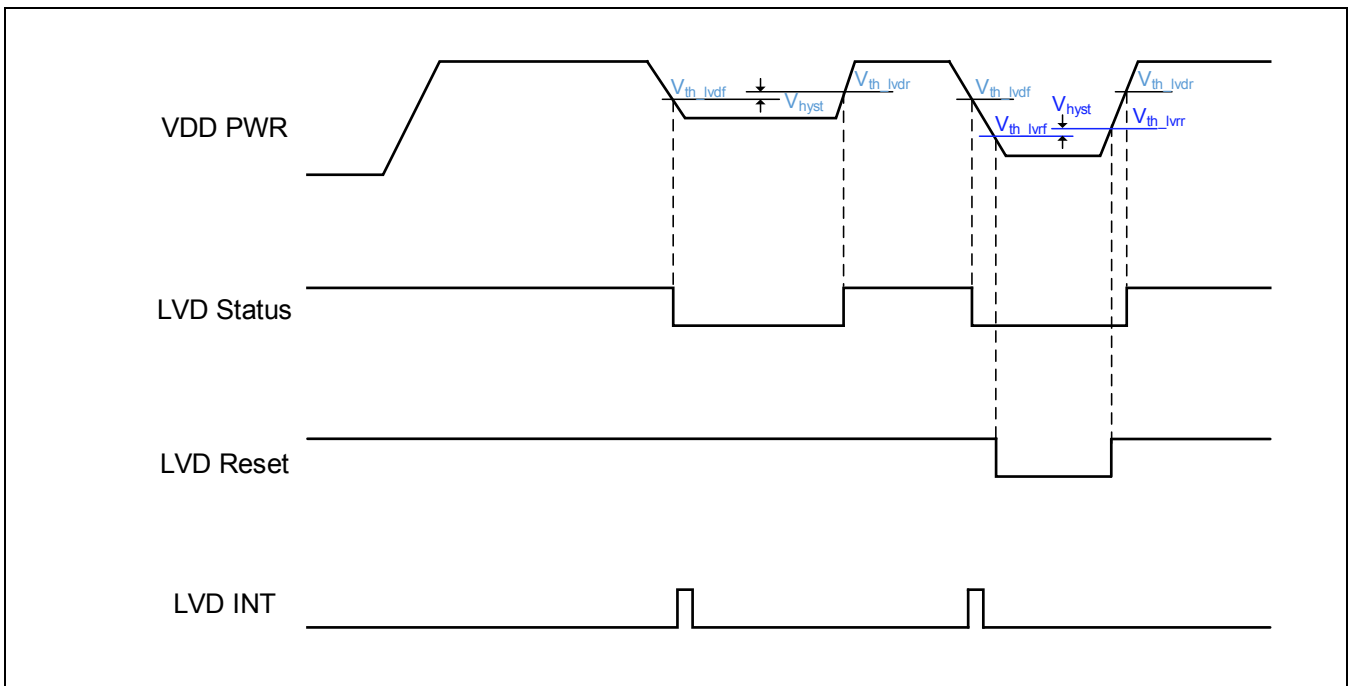 VDD PWR
V_th_lvdf
V_hyst
V_th_lvdr
V_th_lvdf
V_hyst
V_th_lvrf
V_th_lvrr
V_th_lvdr
LVD Status
LVD Reset
LVD INT